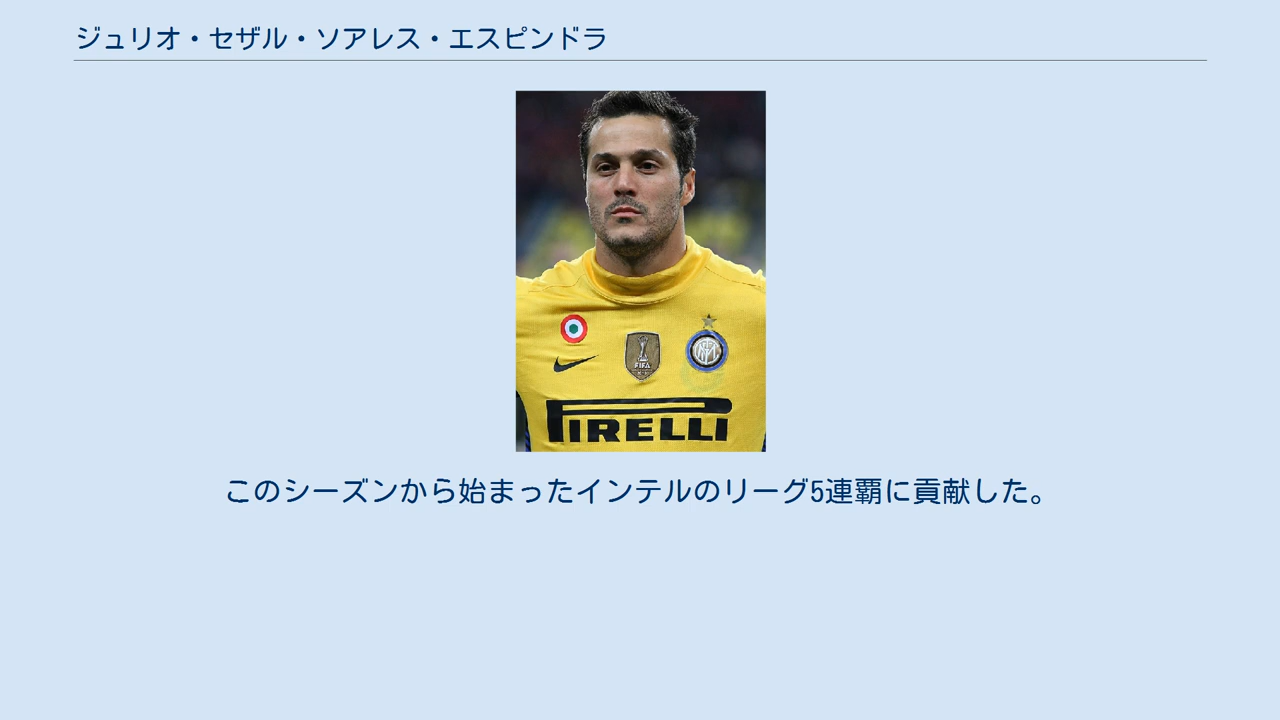 ジュリオ・セザル・ソアレス・エスピンドラ
FIFA
PIRELLI
このシーズンから始まったインテルのリーグ5連覇に貢献した。